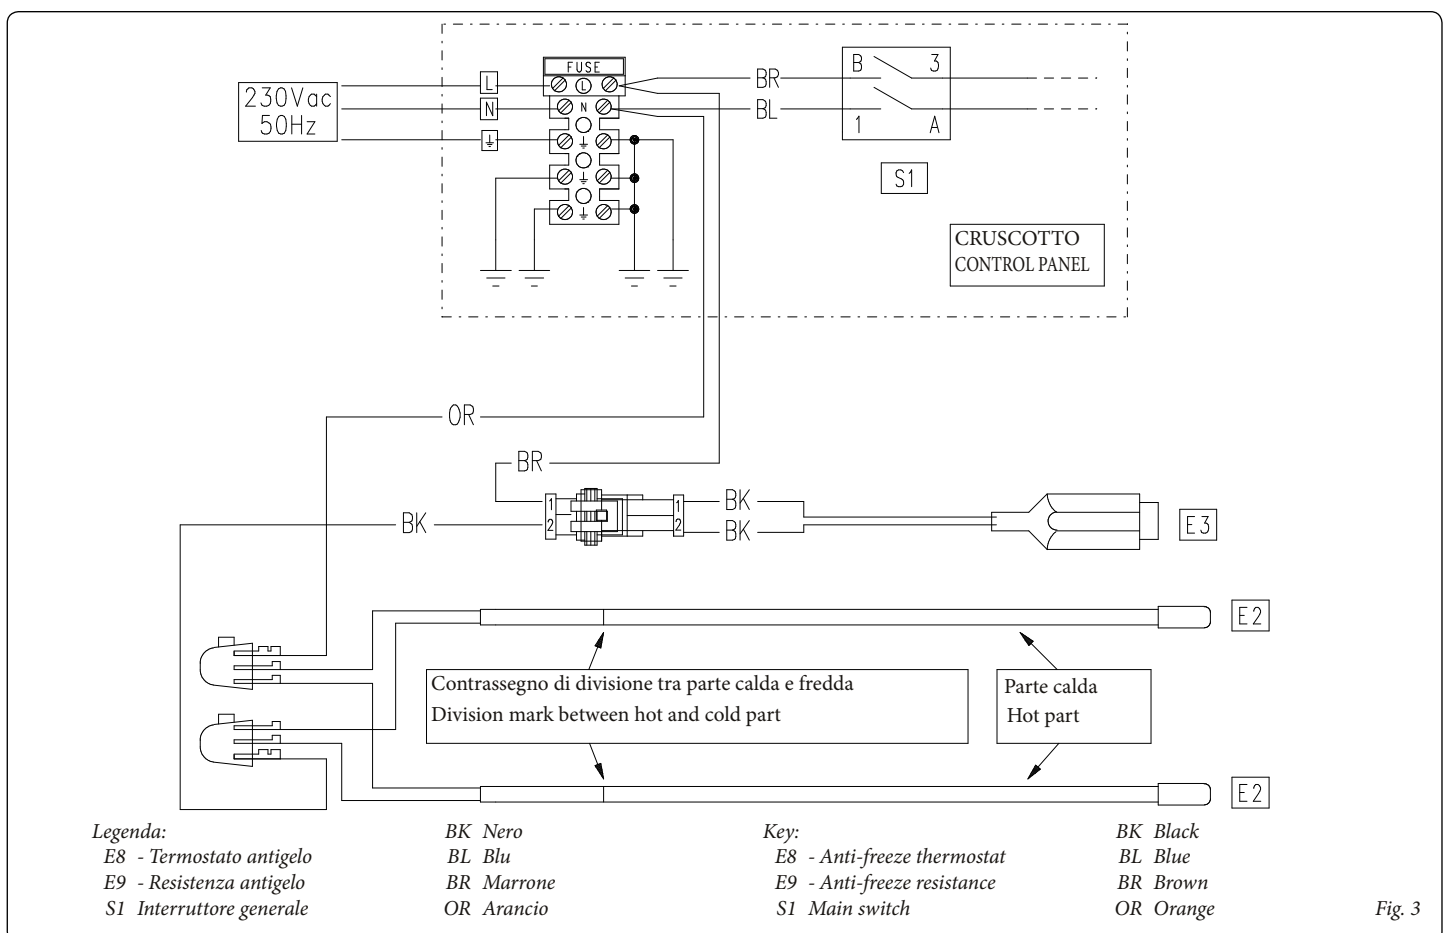 FUSE
L
L
BR
B 3
230Vac
50Hz
N
N
BL
1 A
S1
CRUSCOTTO
CONTROL PANEL
OR
BR
1
2
1
2
BK
BK
BK
E3
E2
Contrassegno di divisione tra parte calda e fredda
Division mark between hot and cold part
Parte calda
Hot part
E2
Legenda:
E8 - Termostato antigelo
E9 - Resistenza antigelo
S1 Interruttore generale
BK Nero
BL Blu
BR Marrone
OR Arancio
Key:
E8 - Anti-freeze thermostat
E9 - Anti-freeze resistance
S1 Main switch
BK Black
BL Blue
BR Brown
OR Orange
Fig. 3